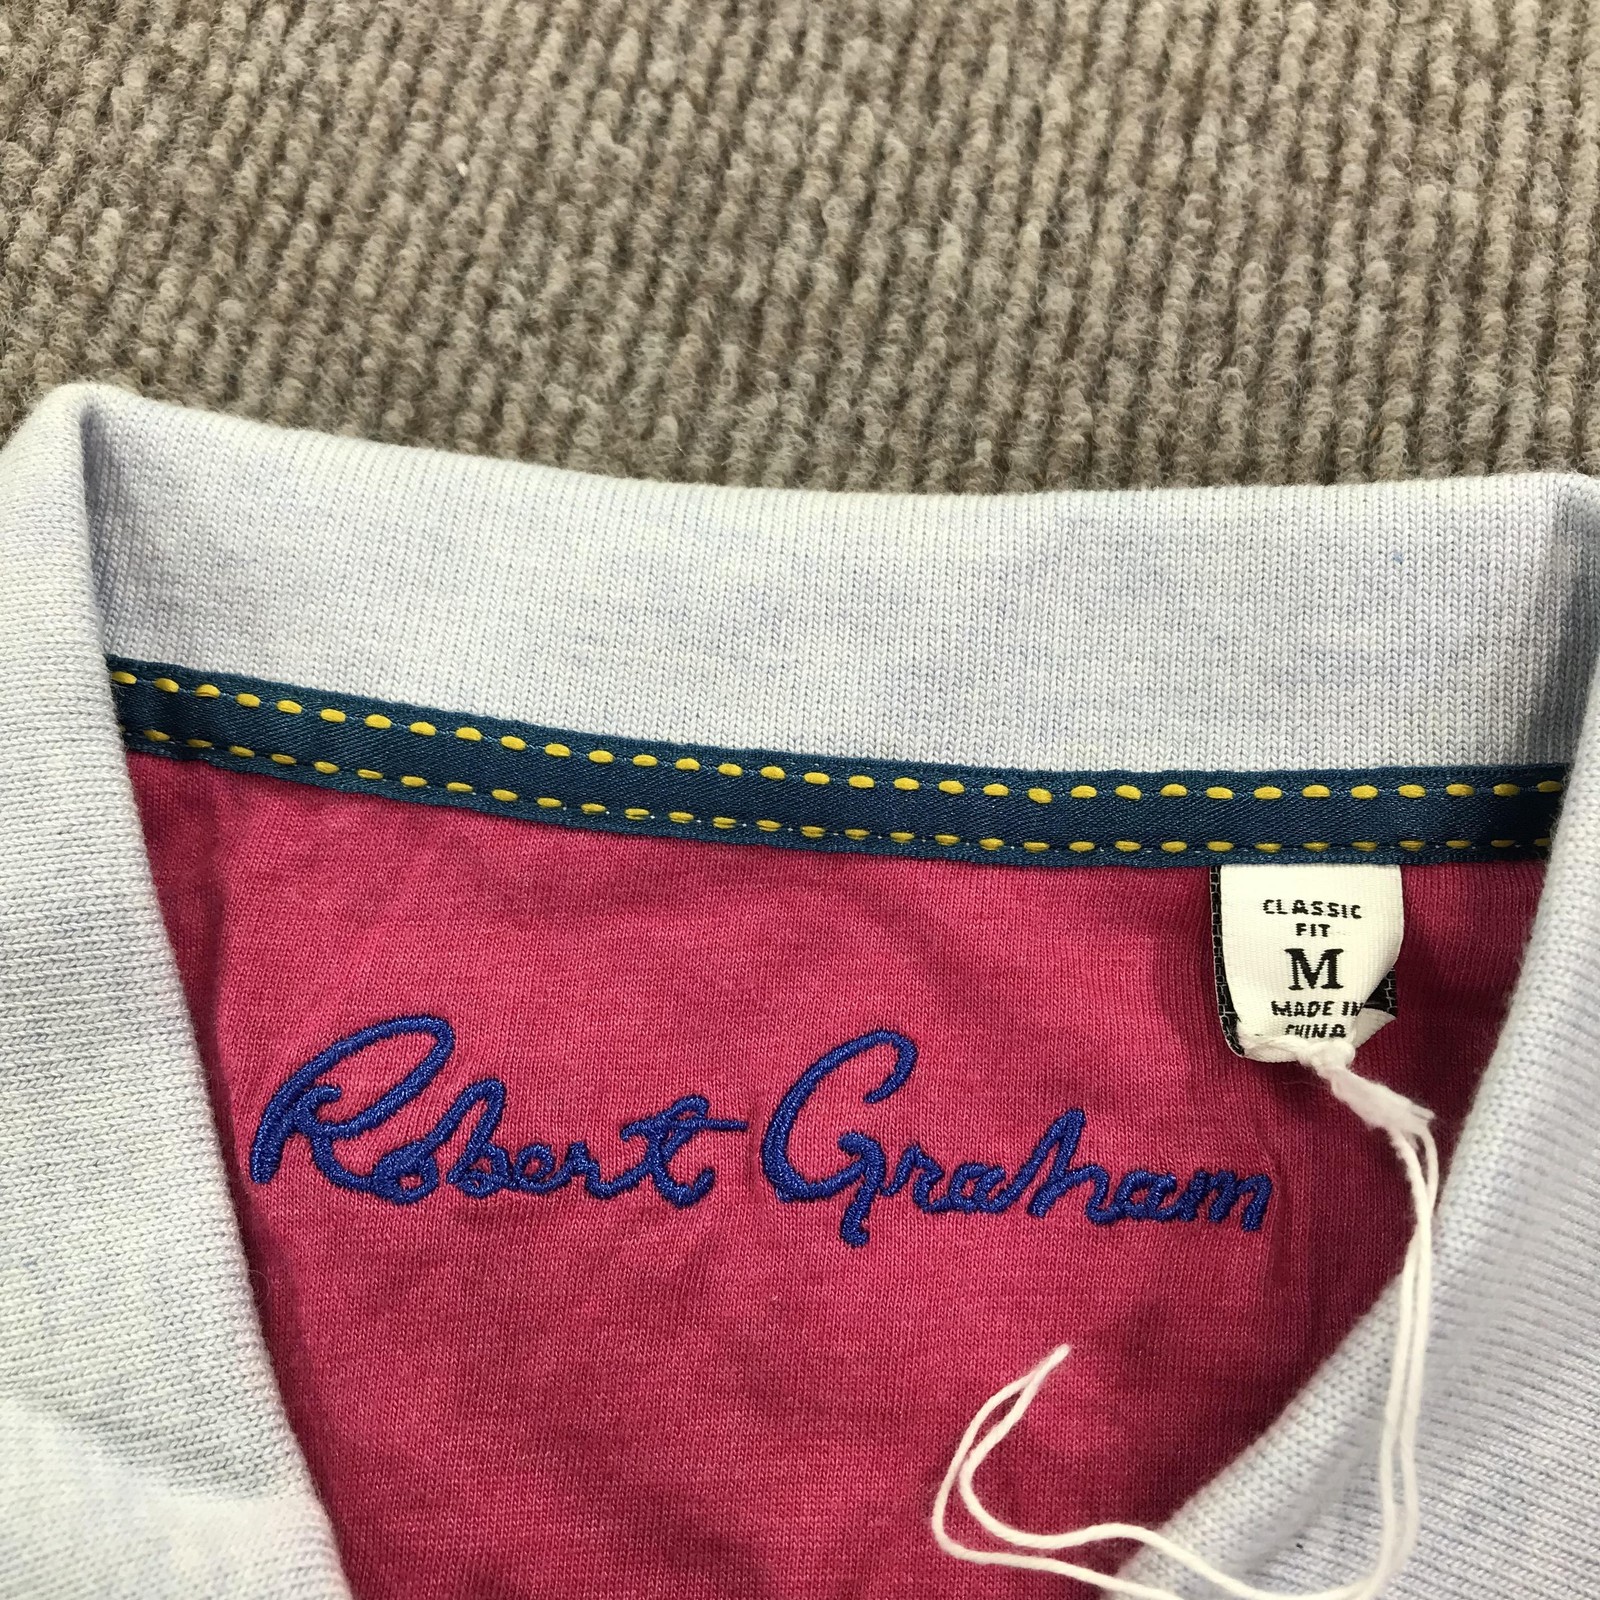 CLASSIC
FIT
M
MADE IN
CHINA
Robert Graham